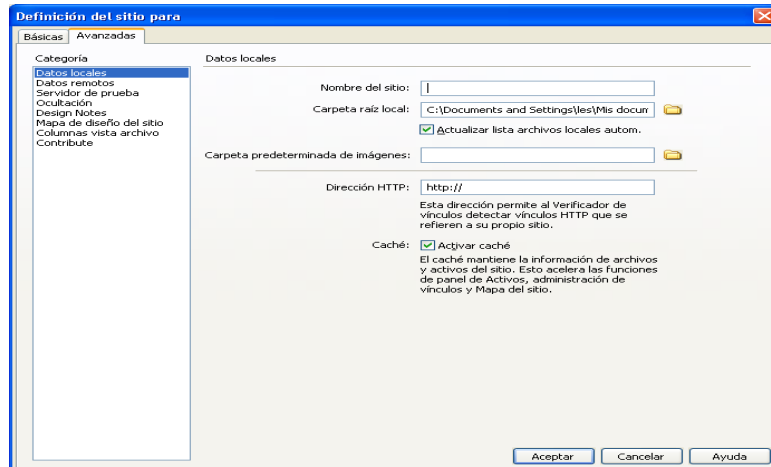 Definición del sitio para
Básicas Avanzadas
Categoría
Datos locales
Datos remotos
Servidor de prueba
Ocultación
Design Notes
Mapa de diseño del sitio
Columnas vista archivo
Contribute
Datos locales
Nombre del sitio:
Carpeta raíz local: C:\Documents and Settings\les\Mis docum
Actualizar lista archivos locales autom.
Carpeta predeterminada de imágenes:
Dirección HTTP: http://
Esta dirección permite al Verificador de
vínculos detectar vínculos HTTP que se
refieren a su propio sitio.
Caché: Activar caché
El caché mantiene la información de archivos
y activos del sitio. Esto acelera las funciones
de panel de Activos, administración de
vínculos y Mapa del sitio.
Aceptar Cancelar Ayuda